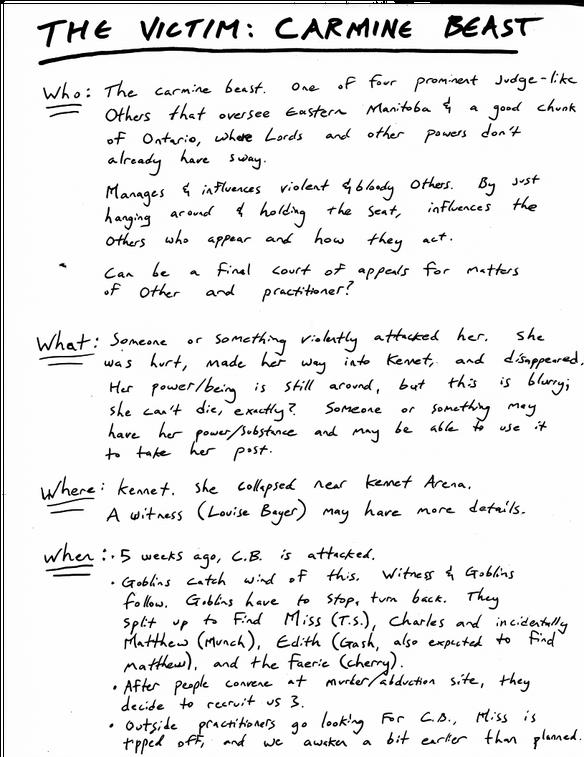 THE VICTIM: CARMINE BEAST
Who: The carmine beast. One of four prominent Judge-like
Others that oversee Eastern Manitoba & a good chunk
of Ontario, where Lords and other powers don't
already have sway.
Manages & influences violent & bloody Others. By just
hanging around & holding the seat, influences the
Others who appear and how they act.
Can be a final court of appeals for matters
of Other and practitioner?
What: Someone or something violently attacked her. She
was hurt, made her way into Kennet, and disappeared.
Her power/being is still around, but this is blurry;
she can't die, exactly? Someone or something may
have her power/substance and may be able to use it
to take her post.
Where: Kennet. She collapsed near Kennet Arena.
A witness (Louise Bayer) may have more details.
When: • 5 weeks ago, C.B. is attacked.
• Goblins catch wind of this. Witness & Goblins
follow. Goblins have to stop, turn back. They
split up to find Miss (T.S.), Charles and incidentally
Matthew (Munch), Edith (Gash, also expected to find
Matthew), and the Faerie (Cherry).
• After people convene at murder/abduction site, they
decide to recruit us 3.
• Outside practitioners go looking For C.B., Miss is
tipped off, and we awaken a bit earlier than planned.